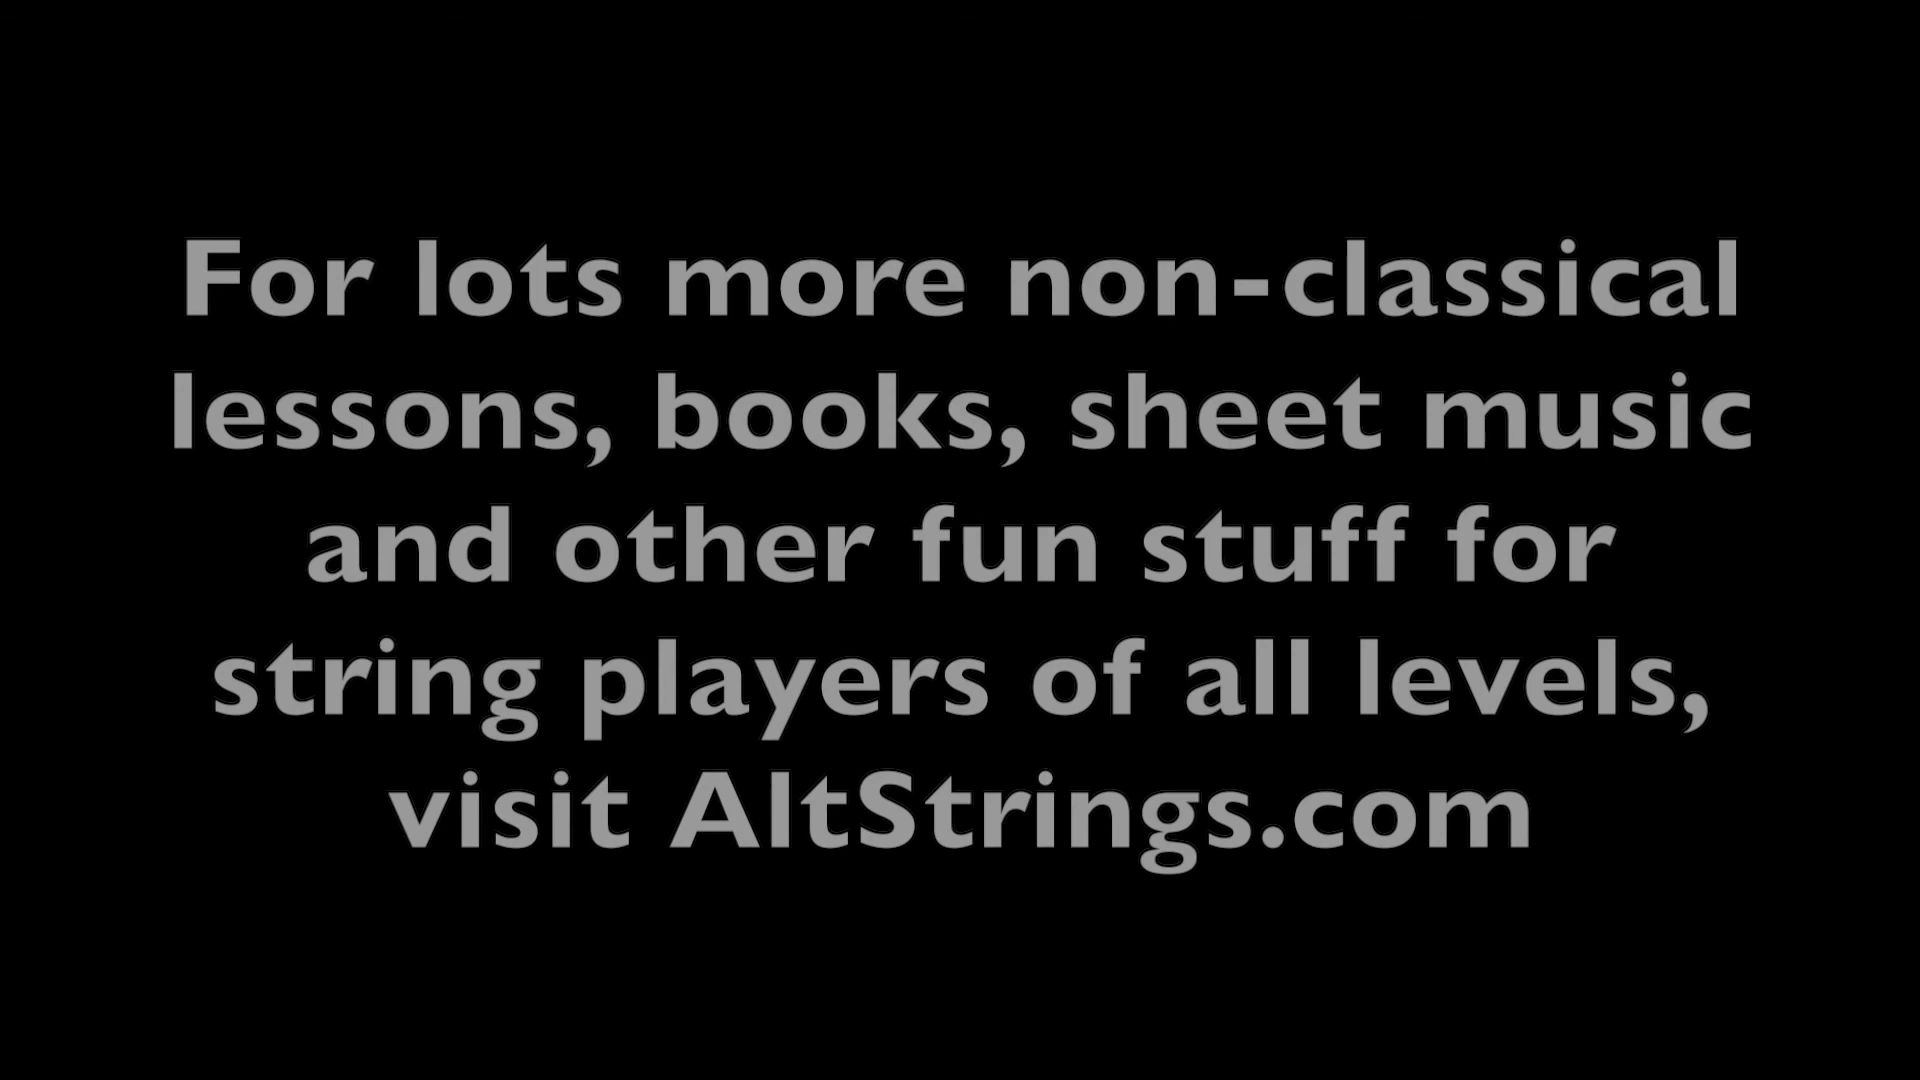 For lots more non-classical
lessons, books, sheet music
and other fun stuff for
string players of all levels,
visit AltStrings.com